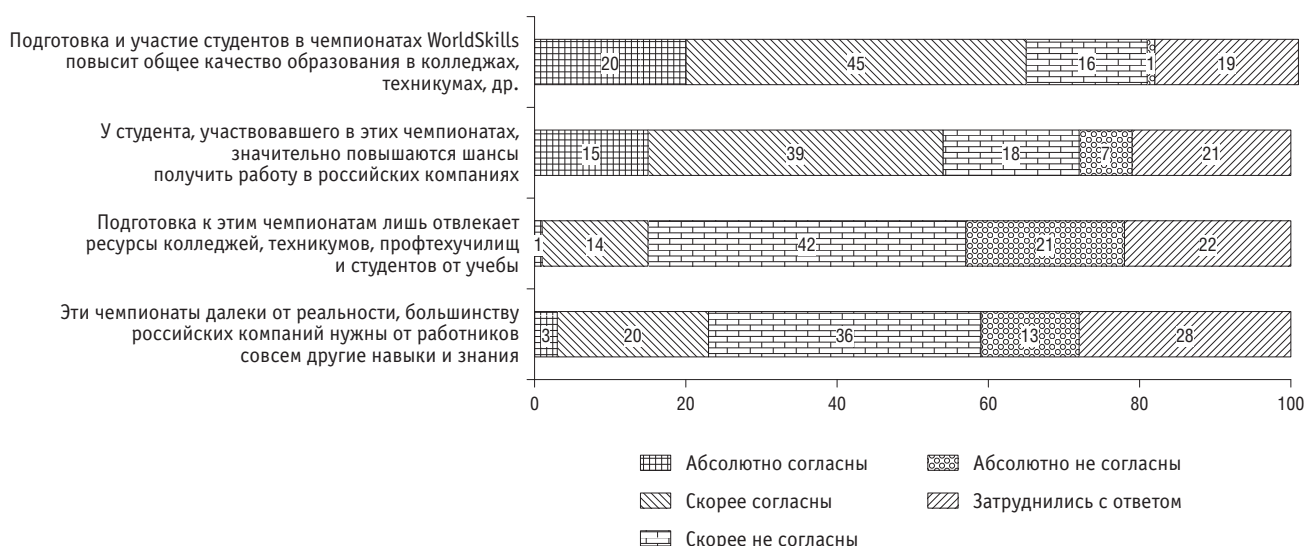 Подготовка и участие студентов в чемпионатах WorldSkills
повысит общее качество образования в колледжах,
техникумах, др.
20 45 16 1 19
У студента, участвовавшего в этих чемпионатах,
значительно повышаются шансы
получить работу в российских компаниях
15 39 18 7 21
Подготовка к этим чемпионатам лишь отвлекает
ресурсы колледжей, техникумов, профтехучилищ
и студентов от учебы
1 14 42 21 22
Эти чемпионаты далеки от реальности, большинству
российских компаний нужны от работников
совсем другие навыки и знания
3 20 36 13 28
0 20 40 60 80 100
Абсолютно согласны
Скорее согласны
Скорее не согласны
Абсолютно не согласны
Затруднились с ответом